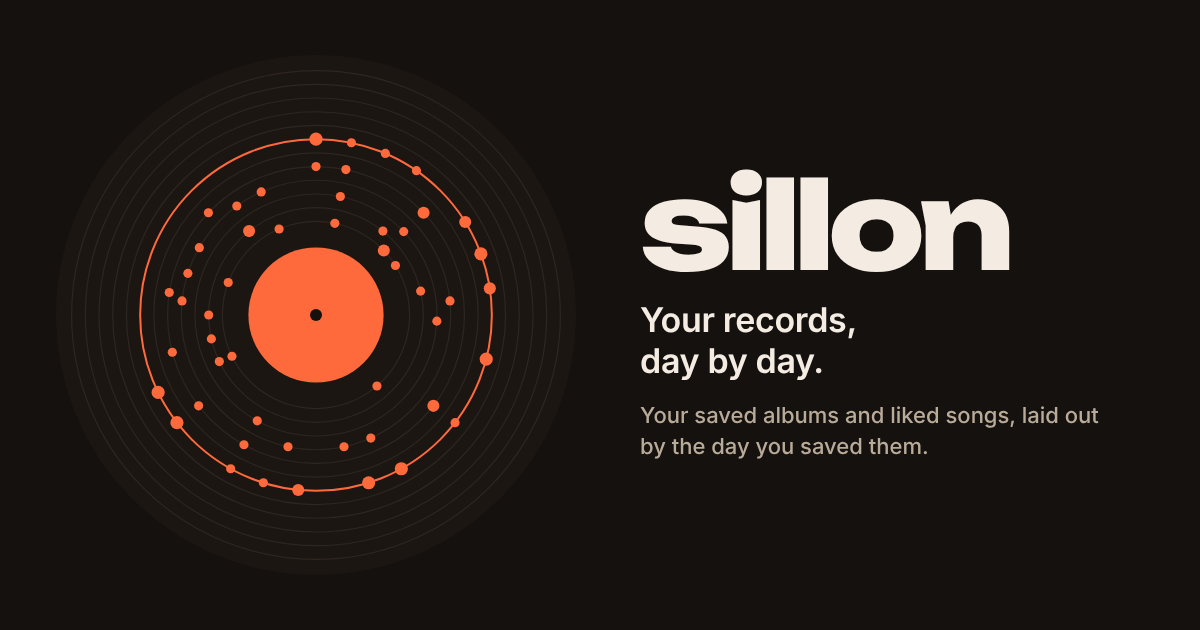 sillon
Your records,
day by day.
Your saved albums and liked songs, laid out
by the day you saved them.